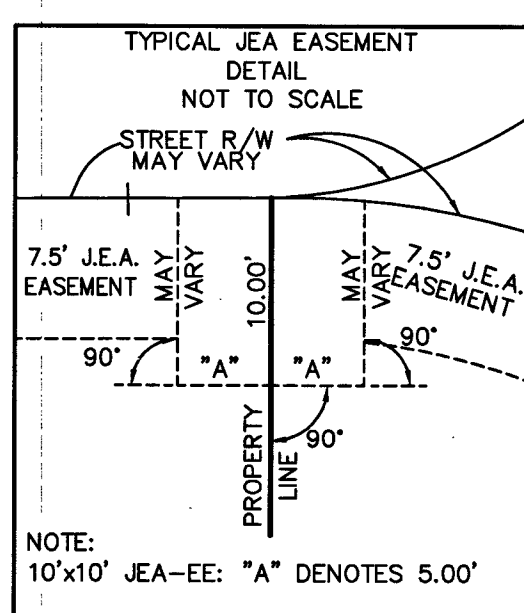 TYPICAL JEA EASEMENT
DETAIL
NOT TO SCALE
STREET R/W
MAY VARY
7.5' J.E.A.
EASEMENT
MAY
VARY
10.00'
MAY
VARY
7.5' J.E.A.
EASEMENT
90°
"A"
"A"
90°
PROPERTY
LINE
90°
NOTE:
10'x10' JEA-EE: "A" DENOTES 5.00'